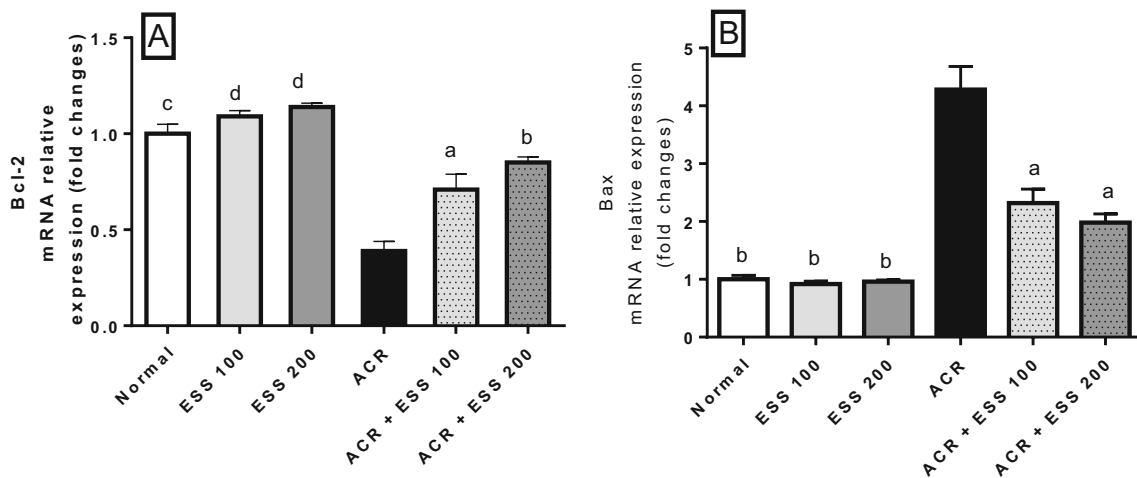 A
Bcl-2
mRNA relative
expression (fold changes)
1.5
1.0
0.5
0.0
c
d
d
a
b
Normal
ESS 100
ESS 200
ACR
ACR + ESS 100
ACR + ESS 200
B
Bax
mRNA relative expression
(fold changes)
5
4
3
2
1
0
b
b
b
a
a
Normal
ESS 100
ESS 200
ACR
ACR + ESS 100
ACR + ESS 200